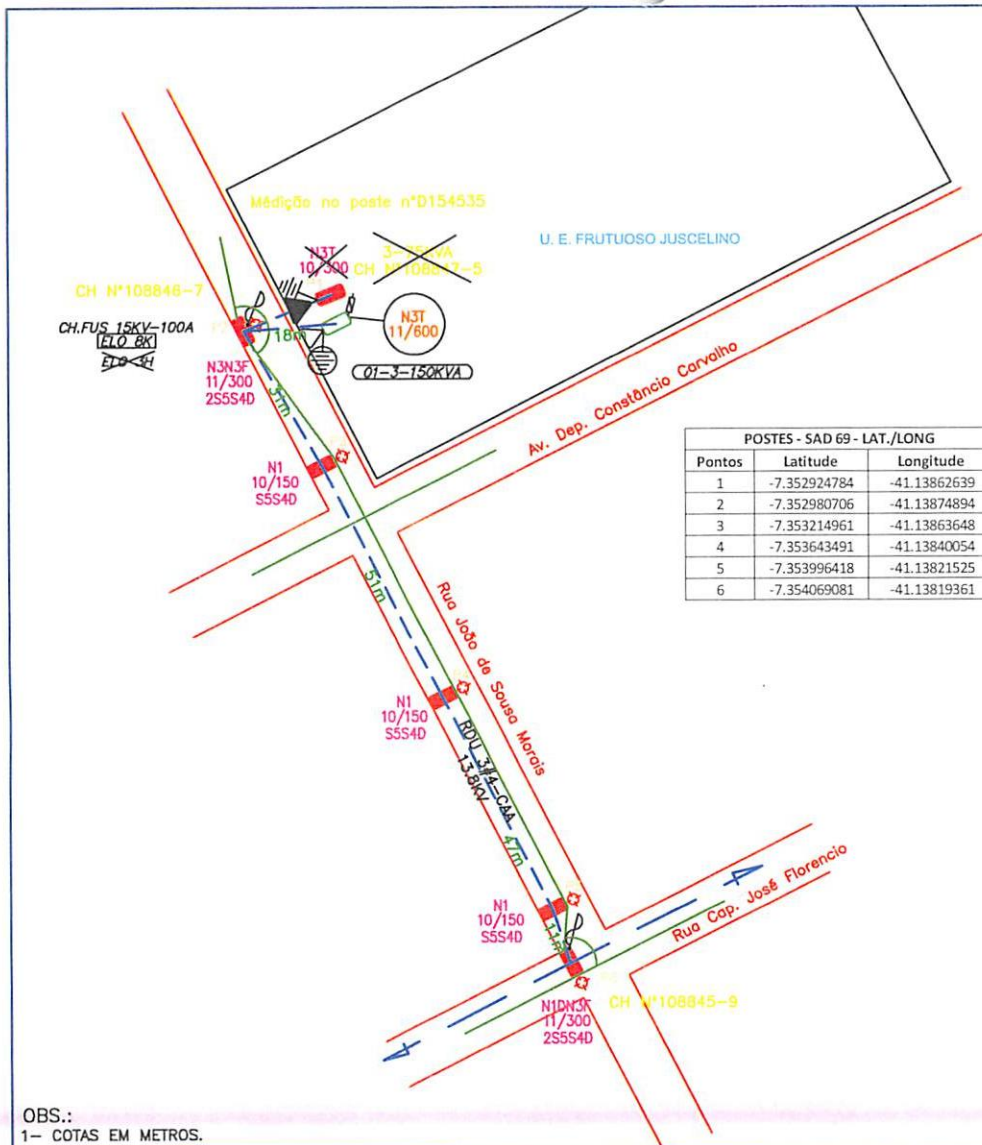 Médição no poste nºD154535
U. E. FRUTUOSO JUSCELINO
N3T
10/300
3-75KVA
CH Nº108847-5
CH Nº108846-7
CH.FUS 15KV-100A
ELO 8K
ELO 5H
18m
N3T
11/600
01-3-150KVA
N3N3F
11/300
2S5S4D
31m
Av. Dep. Constâncio Carvalho
N1
10/150
S5S4D
POSTES - SAD 69 - LAT./LONG
Pontos Latitude Longitude
1 -7.352924784 -41.13862639
2 -7.352980706 -41.13874894
3 -7.353214961 -41.13863648
4 -7.353643491 -41.13840054
5 -7.353996418 -41.13821525
6 -7.354069081 -41.13819361
51m
Rua João de Sousa Morais
N1
10/150
S5S4D
RDU 3#4-CAA
13.8KV
47m
Rua Cap. José Florencio
N1
10/150
S5S4D
11m
N1DN3F
11/300
2S5S4D
CH Nº108845-9
OBS.:
1- COTAS EM METROS.